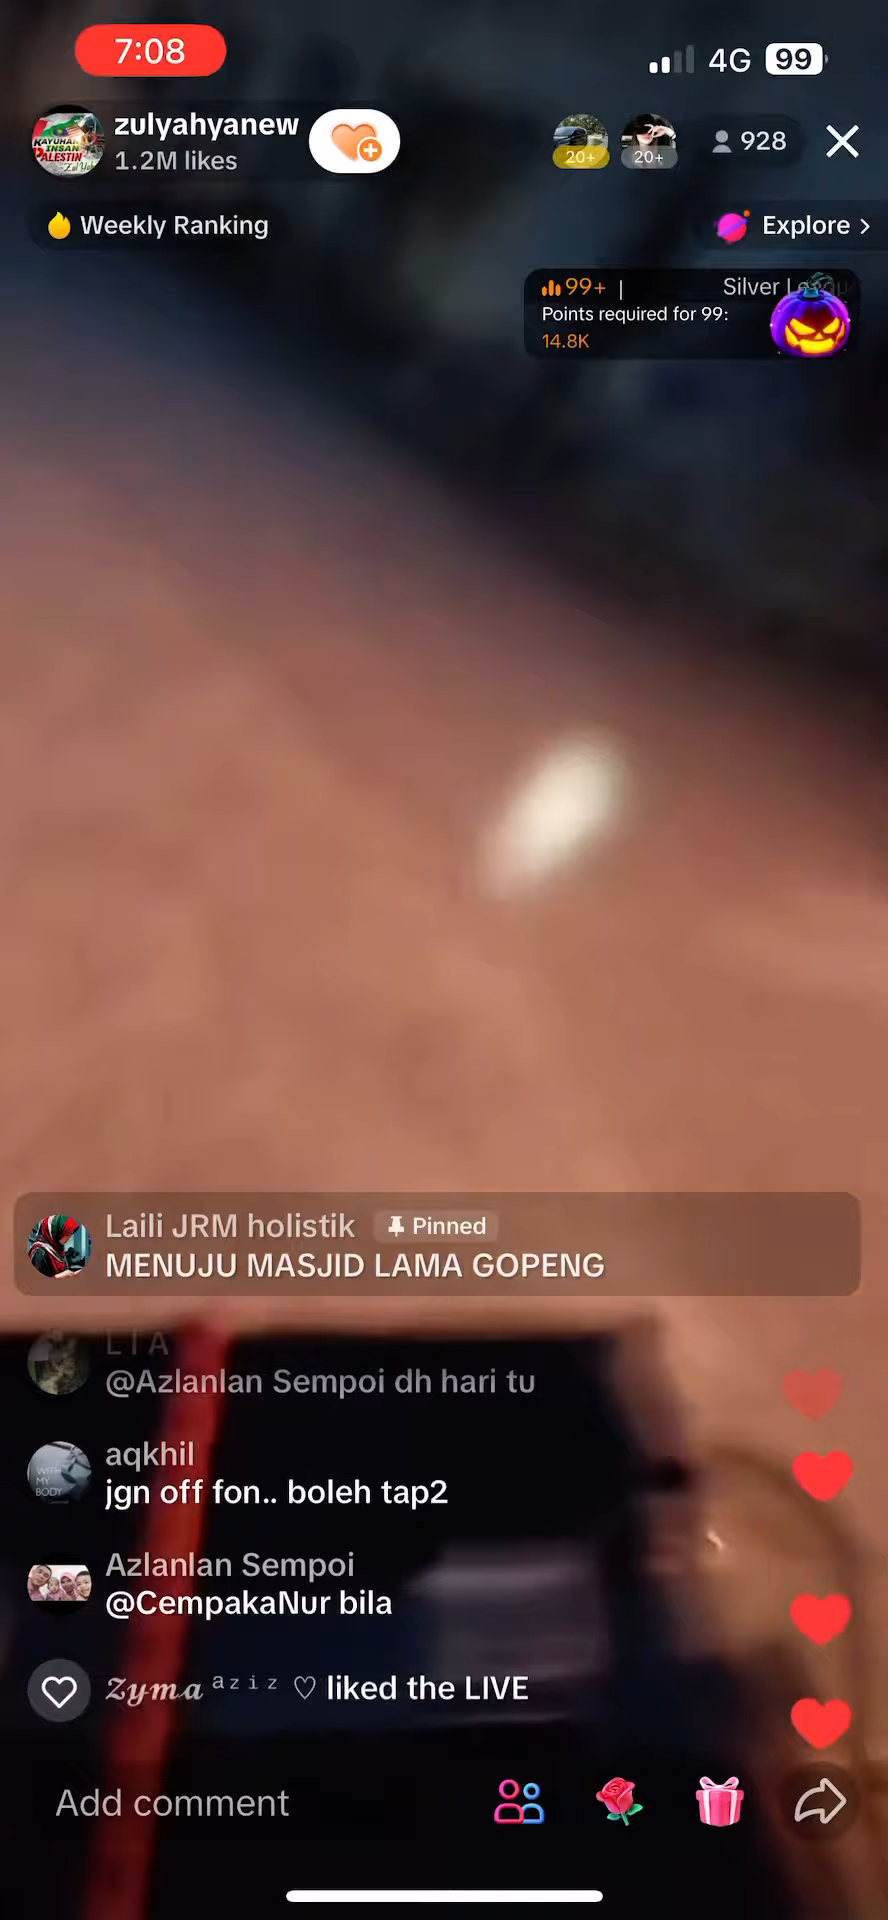 7:08
4G 99
zulyahyanew
1.2M likes
20+ 20+ 928
Weekly Ranking
Explore >
99+ | Silver
Points required for 99:
14.8K
Laili JRM holistik Pinned
MENUJU MASJID LAMA GOPENG
L I A
@Azlanlan Sempoi dh hari tu
aqkhil
jgn off fon.. boleh tap2
Azlanlan Sempoi
@CempakaNur bila
𝓩𝔂𝓶𝓪 ᵃᶻⁱᶻ ♡ liked the LIVE
Add comment